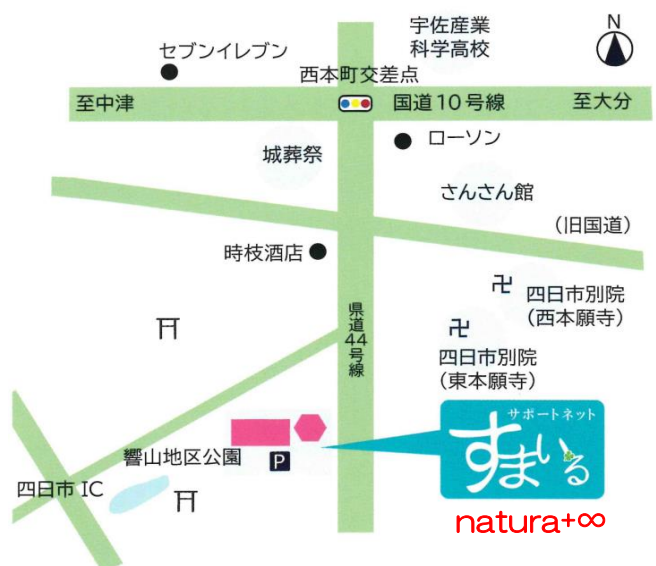 宇佐産業
科学高校
N
セブンイレブン
西本町交差点
至中津
国道10号線
至大分
ローソン
城葬祭
さんさん館
(旧国道)
時枝酒店
四日市別院
(西本願寺)
県道44号線
四日市別院
(東本願寺)
サポートネット
すまいる
natura+∞
響山地区公園
P
四日市IC